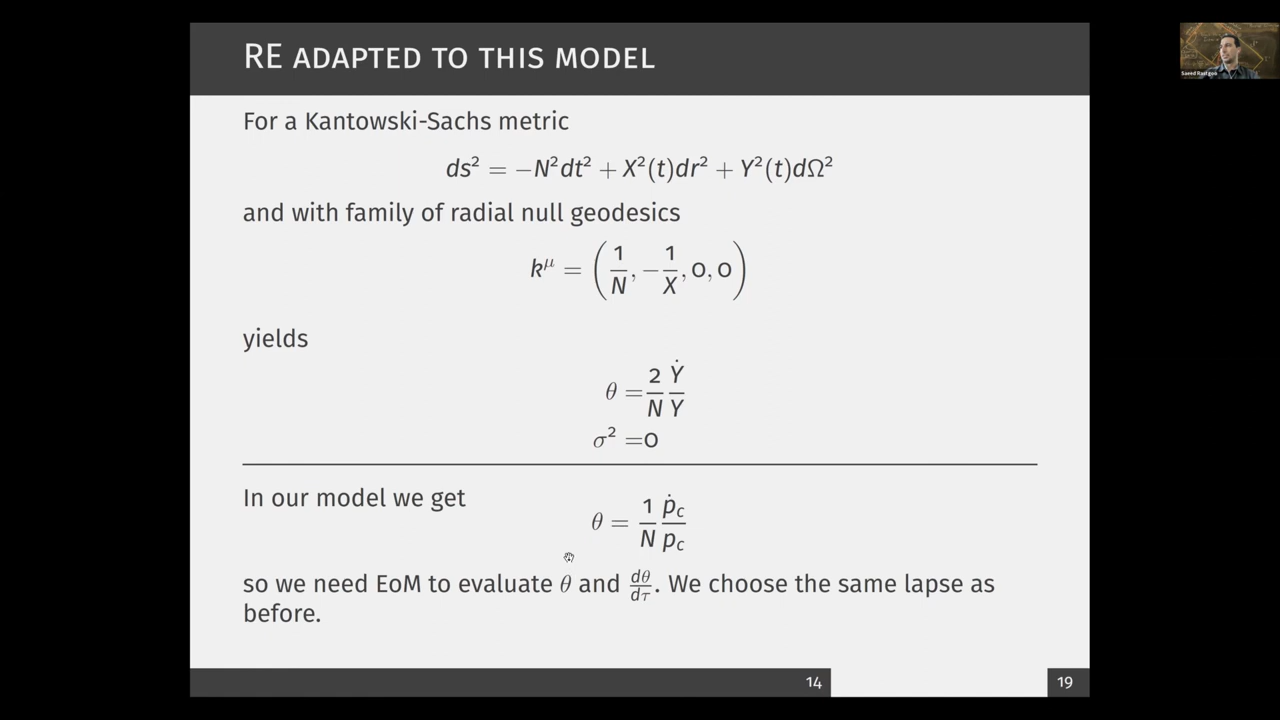 RE ADAPTED TO THIS MODEL
For a Kantowski-Sachs metric
ds² = −N²dt² + X²(t)dr² + Y²(t)dΩ²
and with family of radial null geodesics
k^μ = (1/N, −1/X, 0, 0)
yields
θ = 2/N Ẏ/Y
σ² = 0
In our model we get
θ = 1/N ṗ_c/p_c
so we need EoM to evaluate θ and dθ/dτ. We choose the same lapse as
before.
14
19
Saeed Rastgoo